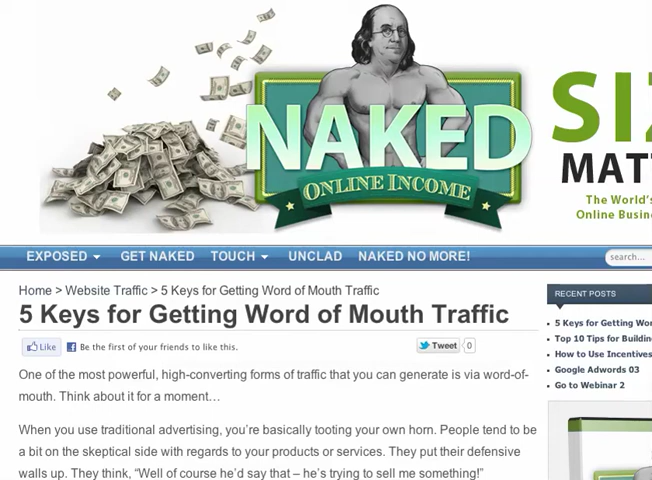 NAKED
ONLINE INCOME
SIZ
MAT
The World's
Online Busine
EXPOSED GET NAKED TOUCH UNCLAD NAKED NO MORE!
search...
Home > Website Traffic > 5 Keys for Getting Word of Mouth Traffic
5 Keys for Getting Word of Mouth Traffic
Like Be the first of your friends to like this.
Tweet 0
One of the most powerful, high-converting forms of traffic that you can generate is via word-of-
mouth. Think about it for a moment…
When you use traditional advertising, you're basically tooting your own horn. People tend to be
a bit on the skeptical side with regards to your products or services. They put their defensive
walls up. They think, “Well of course he'd say that – he's trying to sell me something!”
RECENT POSTS
5 Keys for Getting Wor
Top 10 Tips for Buildin
How to Use Incentives
Google Adwords 03
Go to Webinar 2